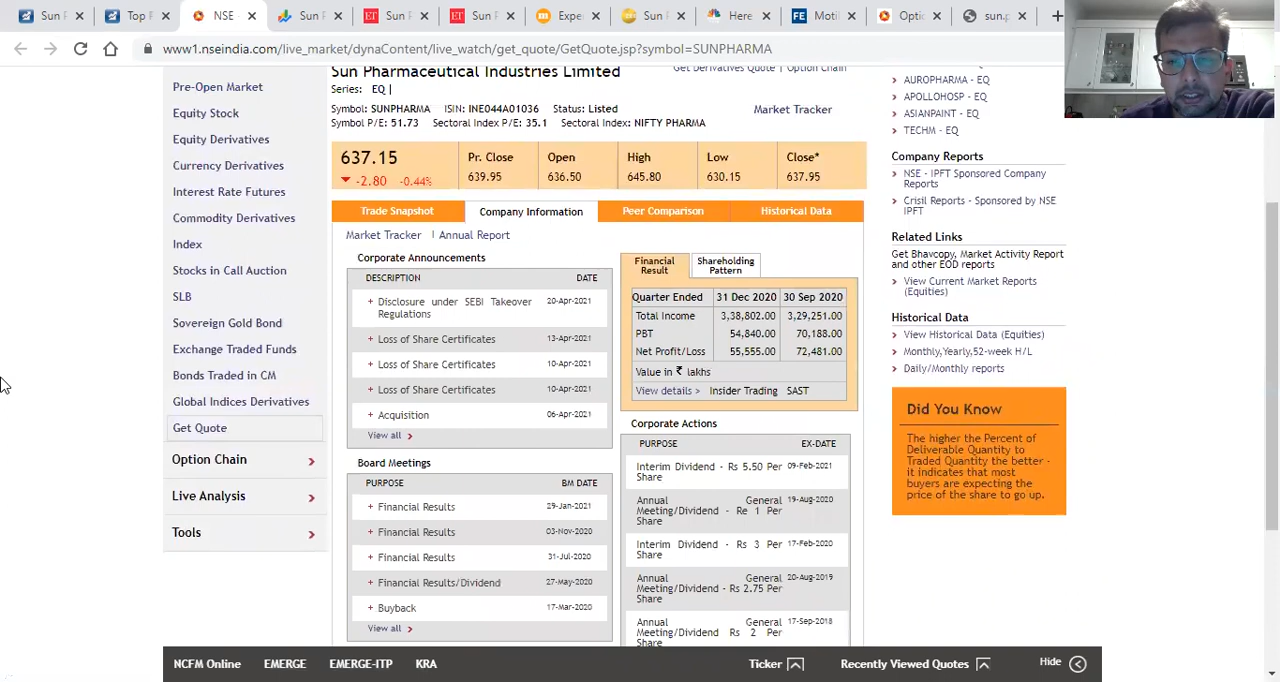 Sun P
Top F
NSE -
Sun P
Sun P
Sun P
Expe
Sun P
Here
Motil
Optic
sun.p
www1.nseindia.com/live_market/dynaContent/live_watch/get_quote/GetQuote.jsp?symbol=SUNPHARMA
Pre-Open Market
Equity Stock
Equity Derivatives
Currency Derivatives
Interest Rate Futures
Commodity Derivatives
Index
Stocks in Call Auction
SLB
Sovereign Gold Bond
Exchange Traded Funds
Bonds Traded in CM
Global Indices Derivatives
Get Quote
Option Chain
Live Analysis
Tools
Sun Pharmaceutical Industries Limited
Get Derivatives Quote | Option Chain
Series: EQ |
Symbol: SUNPHARMA ISIN: INE044A01036 Status: Listed
Symbol P/E: 51.73 Sectoral Index P/E: 35.1 Sectoral Index: NIFTY PHARMA
Market Tracker
637.15 Pr. Close Open High Low Close*
-2.80 -0.44% 639.95 636.50 645.80 630.15 637.95
Trade Snapshot Company Information Peer Comparison Historical Data
Market Tracker | Annual Report
Corporate Announcements
DESCRIPTION DATE
+ Disclosure under SEBI Takeover 20-Apr-2021
Regulations
+ Loss of Share Certificates 13-Apr-2021
+ Loss of Share Certificates 10-Apr-2021
+ Loss of Share Certificates 10-Apr-2021
+ Acquisition 06-Apr-2021
View all >
Board Meetings
PURPOSE BM DATE
+ Financial Results 29-Jan-2021
+ Financial Results 03-Nov-2020
+ Financial Results 31-Jul-2020
+ Financial Results/Dividend 27-May-2020
+ Buyback 17-Mar-2020
View all >
Financial Shareholding
Result Pattern
Quarter Ended 31 Dec 2020 30 Sep 2020
Total Income 3,38,802.00 3,29,251.00
PBT 54,840.00 70,188.00
Net Profit/Loss 55,555.00 72,481.00
Value in ₹ lakhs
View details > Insider Trading SAST
Corporate Actions
PURPOSE EX-DATE
Interim Dividend - Rs 5.50 Per 09-Feb-2021
Share
Annual General 19-Aug-2020
Meeting/Dividend - Re 1 Per
Share
Interim Dividend - Rs 3 Per 17-Feb-2020
Share
Annual General 20-Aug-2019
Meeting/Dividend - Rs 2.75 Per
Share
Annual General 17-Sep-2018
Meeting/Dividend Rs 2 Per
Share
AUROPHARMA - EQ
APOLLOHOSP - EQ
ASIANPAINT - EQ
TECHM - EQ
Company Reports
NSE - IPFT Sponsored Company
Reports
Crisil Reports - Sponsored by NSE
IPFT
Related Links
Get Bhavcopy, Market Activity Report
and other EOD reports
View Current Market Reports
(Equities)
Historical Data
View Historical Data (Equities)
Monthly,Yearly,52-week H/L
Daily/Monthly reports
Did You Know
The higher the Percent of
Deliverable Quantity to
Traded Quantity the better -
it indicates that most
buyers are expecting the
price of the share to go up.
NCFM Online EMERGE EMERGE-ITP KRA Ticker Recently Viewed Quotes Hide